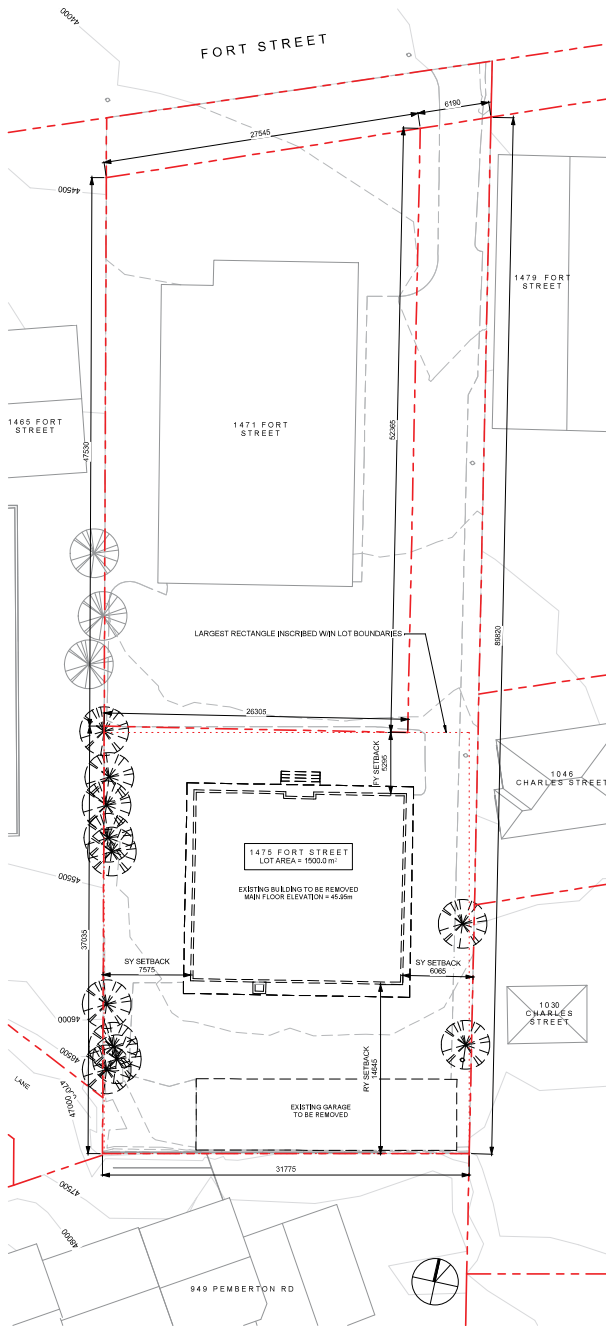 44000
FORT STREET
6190
27545
44500
1479 FORT
STREET
1465 FORT
STREET
1471 FORT
STREET
47530
52365
89820
LARGEST RECTANGLE INSCRIBED W/IN LOT BOUNDARIES
26305
FY SETBACK
5295
1046
CHARLES STREET
1475 FORT STREET
LOT AREA = 1500.0 m²
EXISTING BUILDING TO BE REMOVED
MAIN FLOOR ELEVATION = 45.95m
45500
37035
SY SETBACK
7575
SY SETBACK
6065
46000
1030
CHARLES
STREET
46500
RY SETBACK
14645
LANE
47000
EXISTING GARAGE
TO BE REMOVED
31775
47500
48000
949 PEMBERTON RD